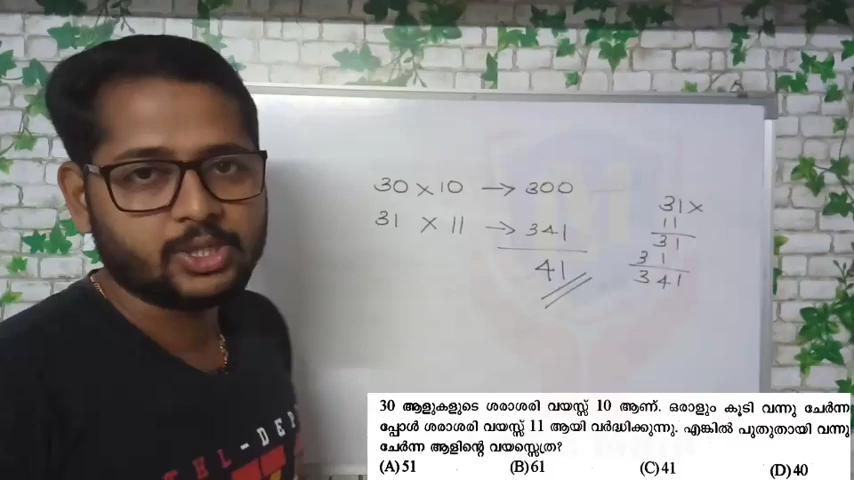 30 × 10 → 300
31 × 11 → 341
41
31 ×
11
31
31
341
30 ആളുകളുടെ ശരാശരി വയസ്സ് 10 ആണ്. ഒരാളും കൂടി വന്നു ചേർന്ന
പ്പോൾ ശരാശരി വയസ്സ് 11 ആയി വർദ്ധിക്കുന്നു. എങ്കിൽ പുതുതായി വന്നു
ചേർന്ന ആളിന്റെ വയസ്സെത്ര?
(A) 51 (B) 61 (C) 41 (D) 40